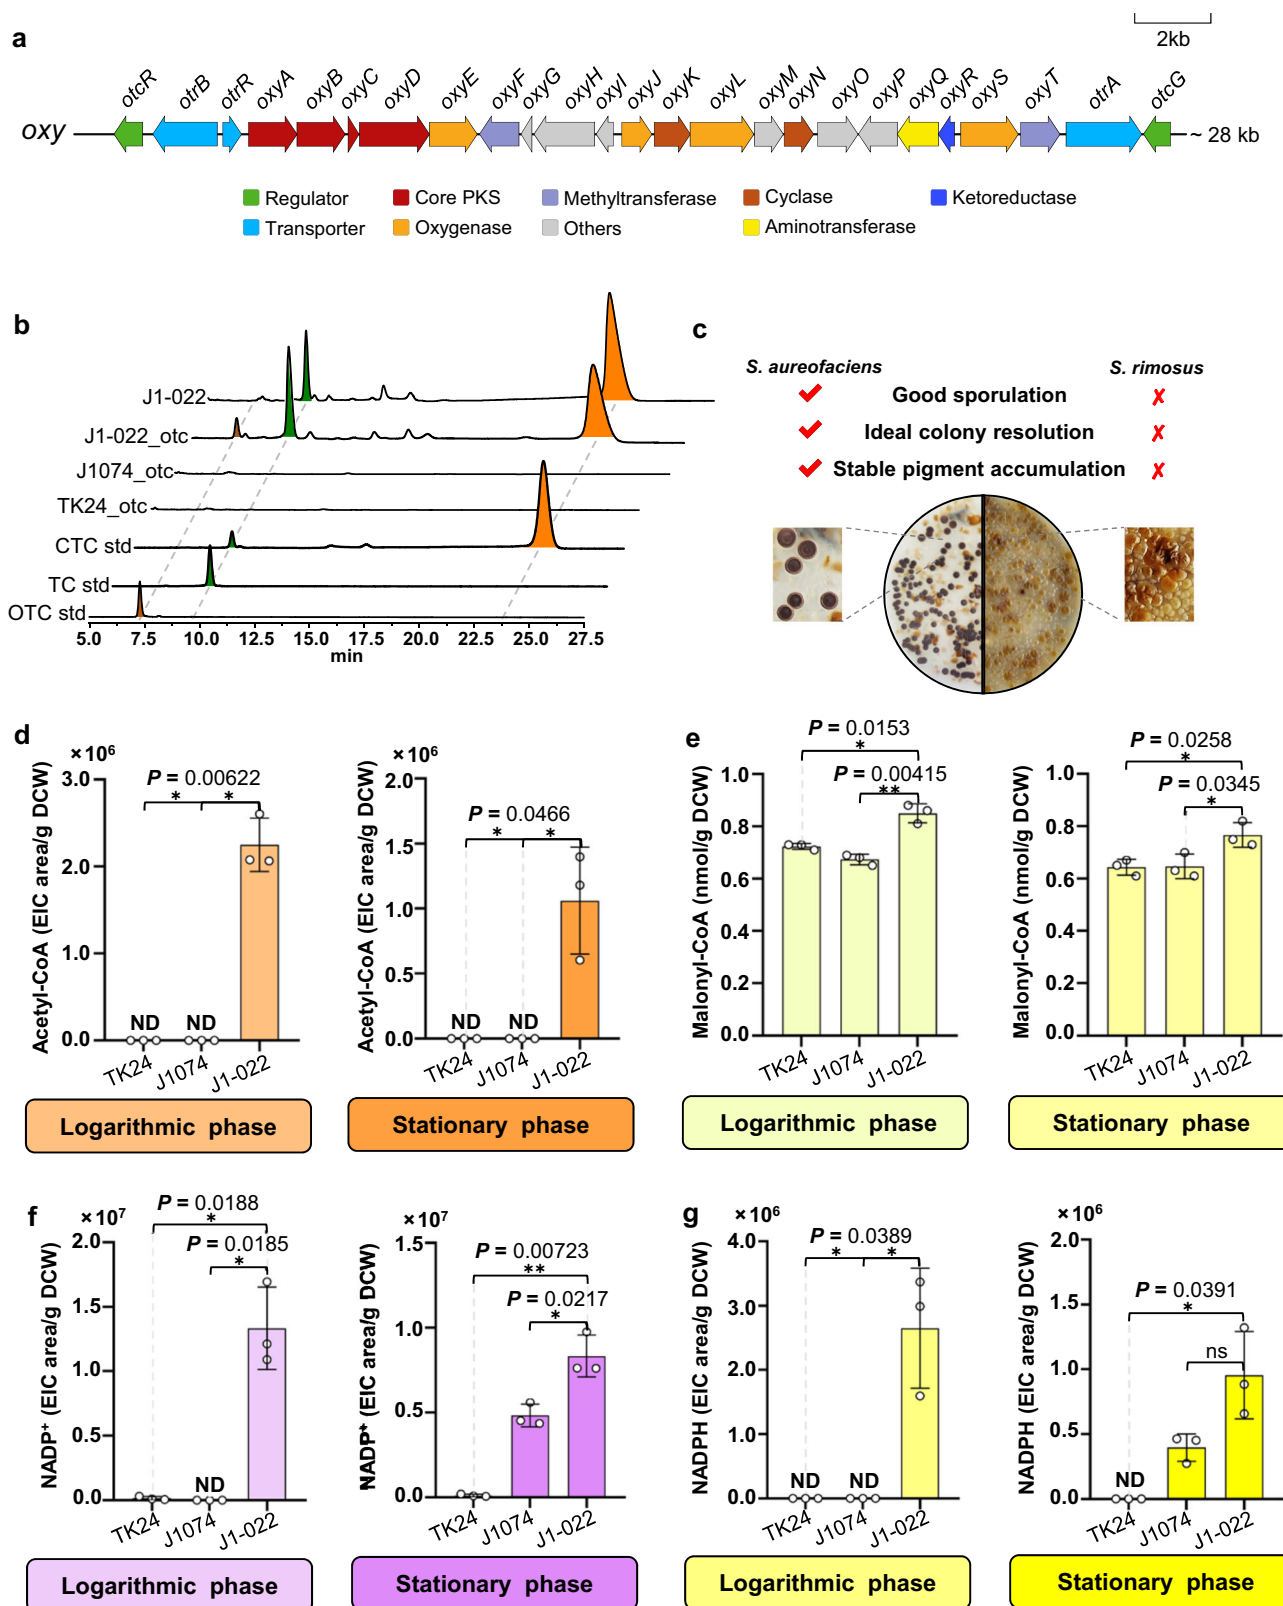 a
2kb
otcR otrB otrR oxyA oxyB oxyC oxyD oxyE oxyF oxyG oxyH oxyI oxyJ oxyK oxyL oxyM oxyN oxyO oxyP oxyQ oxyR oxyS oxyT otrA otcG
oxy ~ 28 kb
Regulator Core PKS Methyltransferase Cyclase Ketoreductase
Transporter Oxygenase Others Aminotransferase
b
J1-022
J1-022_otc
J1074_otc
TK24_otc
CTC std
TC std
OTC std
5.0 7.5 10.0 12.5 15.0 17.5 20.0 22.5 25.0 27.5
min
c
S. aureofaciens S. rimosus
✓ Good sporulation ✗
✓ Ideal colony resolution ✗
✓ Stable pigment accumulation ✗
d
×10⁶
Acetyl-CoA (EIC area/g DCW)
3.0
2.0
1.0
0.0
P = 0.00622
* *
ND ND
TK24 J1074 J1-022
Logarithmic phase
×10⁶
Acetyl-CoA (EIC area/g DCW)
2.0
1.5
1.0
0.5
0.0
P = 0.0466
* *
ND ND
TK24 J1074 J1-022
Stationary phase
e
Malonyl-CoA (nmol/g DCW)
1.0
0.8
0.6
0.4
0.2
0.0
P = 0.0153
*
P = 0.00415
**
TK24 J1074 J1-022
Logarithmic phase
Malonyl-CoA (nmol/g DCW)
1.0
0.8
0.6
0.4
0.2
0.0
P = 0.0258
*
P = 0.0345
*
TK24 J1074 J1-022
Stationary phase
f
×10⁷
NADP⁺ (EIC area/g DCW)
2.0
1.5
1.0
0.5
0.0
P = 0.0188
*
P = 0.0185
*
ND
TK24 J1074 J1-022
Logarithmic phase
×10⁷
NADP⁺ (EIC area/g DCW)
1.5
1.0
0.5
0.0
P = 0.00723
**
P = 0.0217
*
TK24 J1074 J1-022
Stationary phase
g
×10⁶
NADPH (EIC area/g DCW)
4.0
3.0
2.0
1.0
0.0
P = 0.0389
* *
ND ND
TK24 J1074 J1-022
Logarithmic phase
×10⁶
NADPH (EIC area/g DCW)
2.0
1.5
1.0
0.5
0.0
P = 0.0391
*
ns
ND
TK24 J1074 J1-022
Stationary phase